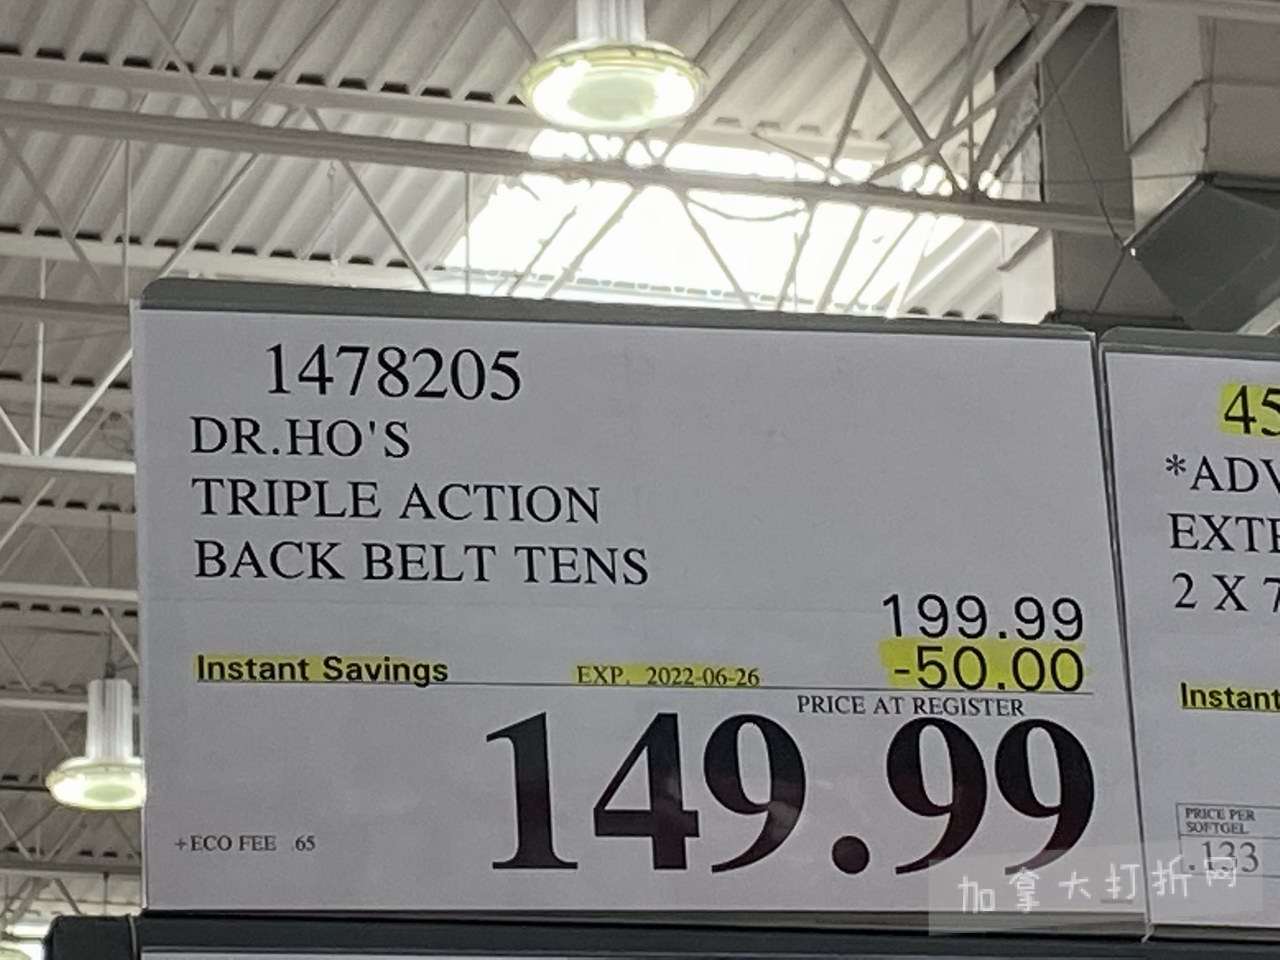 1478205
DR.HO'S
TRIPLE ACTION
BACK BELT TENS
199.99
Instant Savings EXP. 2022-06-26 -50.00
PRICE AT REGISTER
149.99
+ECO FEE .65
45
*ADV
EXTE
2 X 7
Instant
PRICE PER
SOFTGEL
.133
加拿大打折网